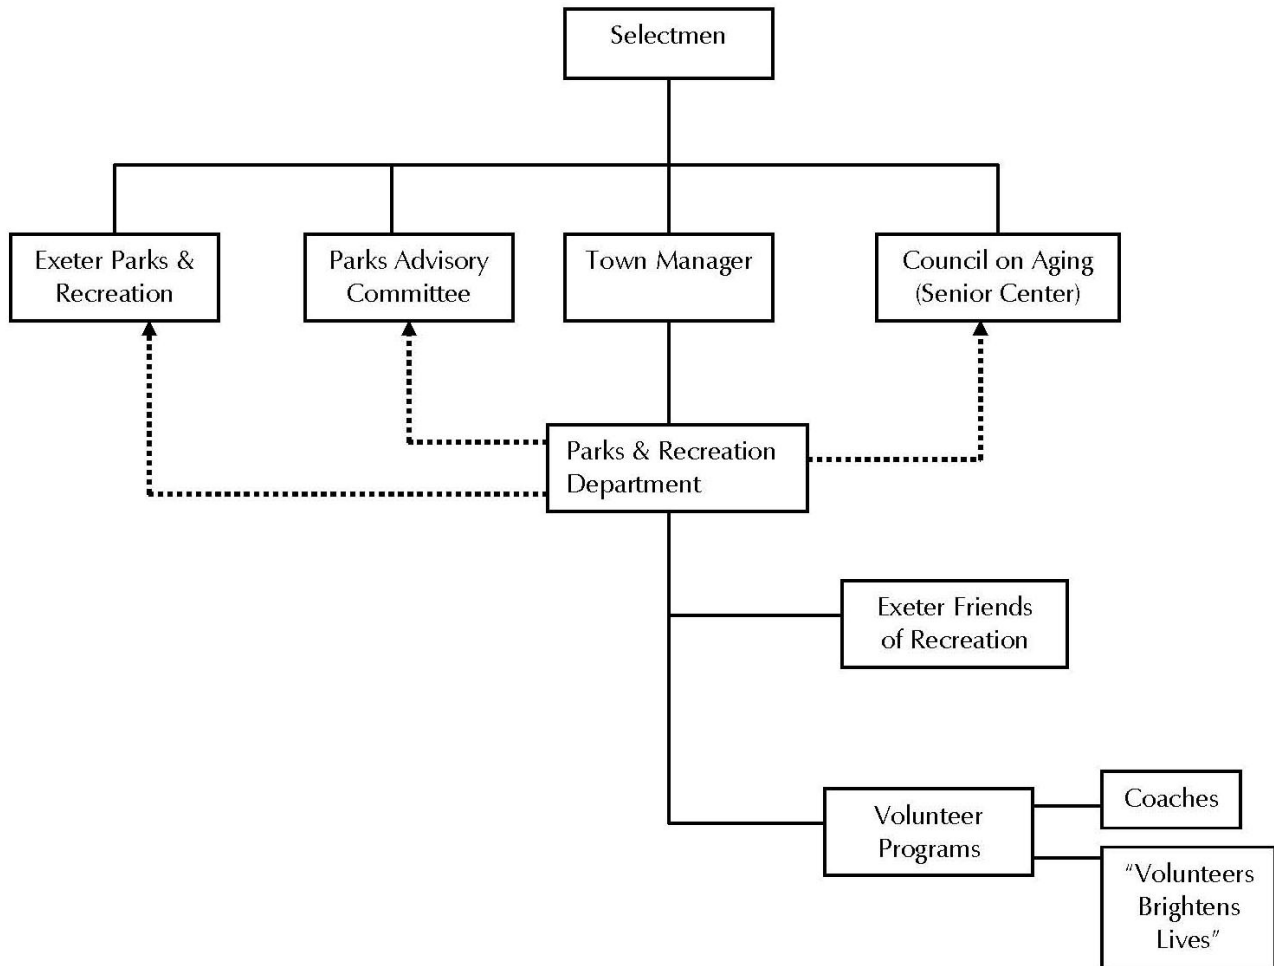 Selectmen
Exeter Parks &
Recreation
Parks Advisory
Committee
Town Manager
Council on Aging
(Senior Center)
Parks & Recreation
Department
Exeter Friends
of Recreation
Volunteer
Programs
Coaches
“Volunteers
Brightens
Lives”